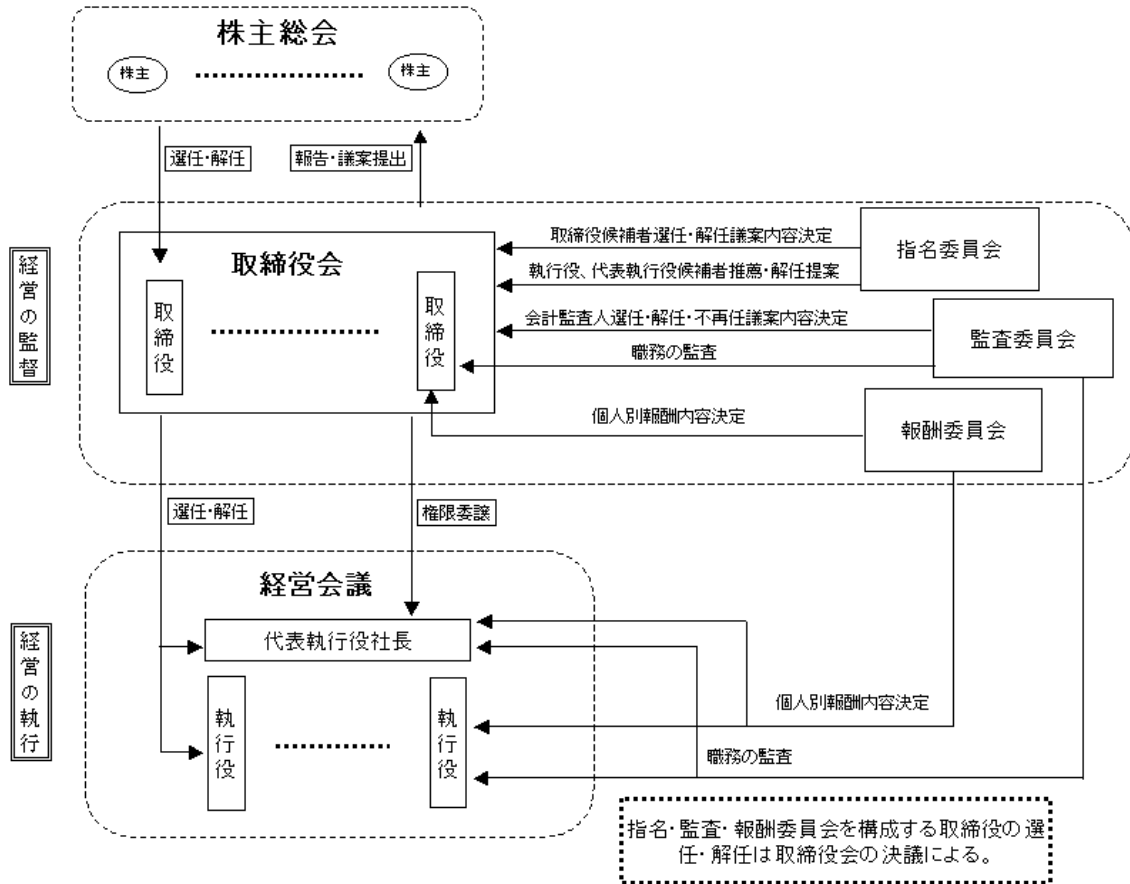 株主総会
株主
株主
選任・解任
報告・議案提出
経営の監督
取締役会
取締役
取締役
取締役候補者選任・解任議案内容決定
執行役、代表執行役候補者推薦・解任提案
会計監査人選任・解任・不再任議案内容決定
職務の監査
個人別報酬内容決定
指名委員会
監査委員会
報酬委員会
選任・解任
権限委譲
経営の執行
経営会議
代表執行役社長
執行役
執行役
個人別報酬内容決定
職務の監査
指名・監査・報酬委員会を構成する取締役の選
任・解任は取締役会の決議による。